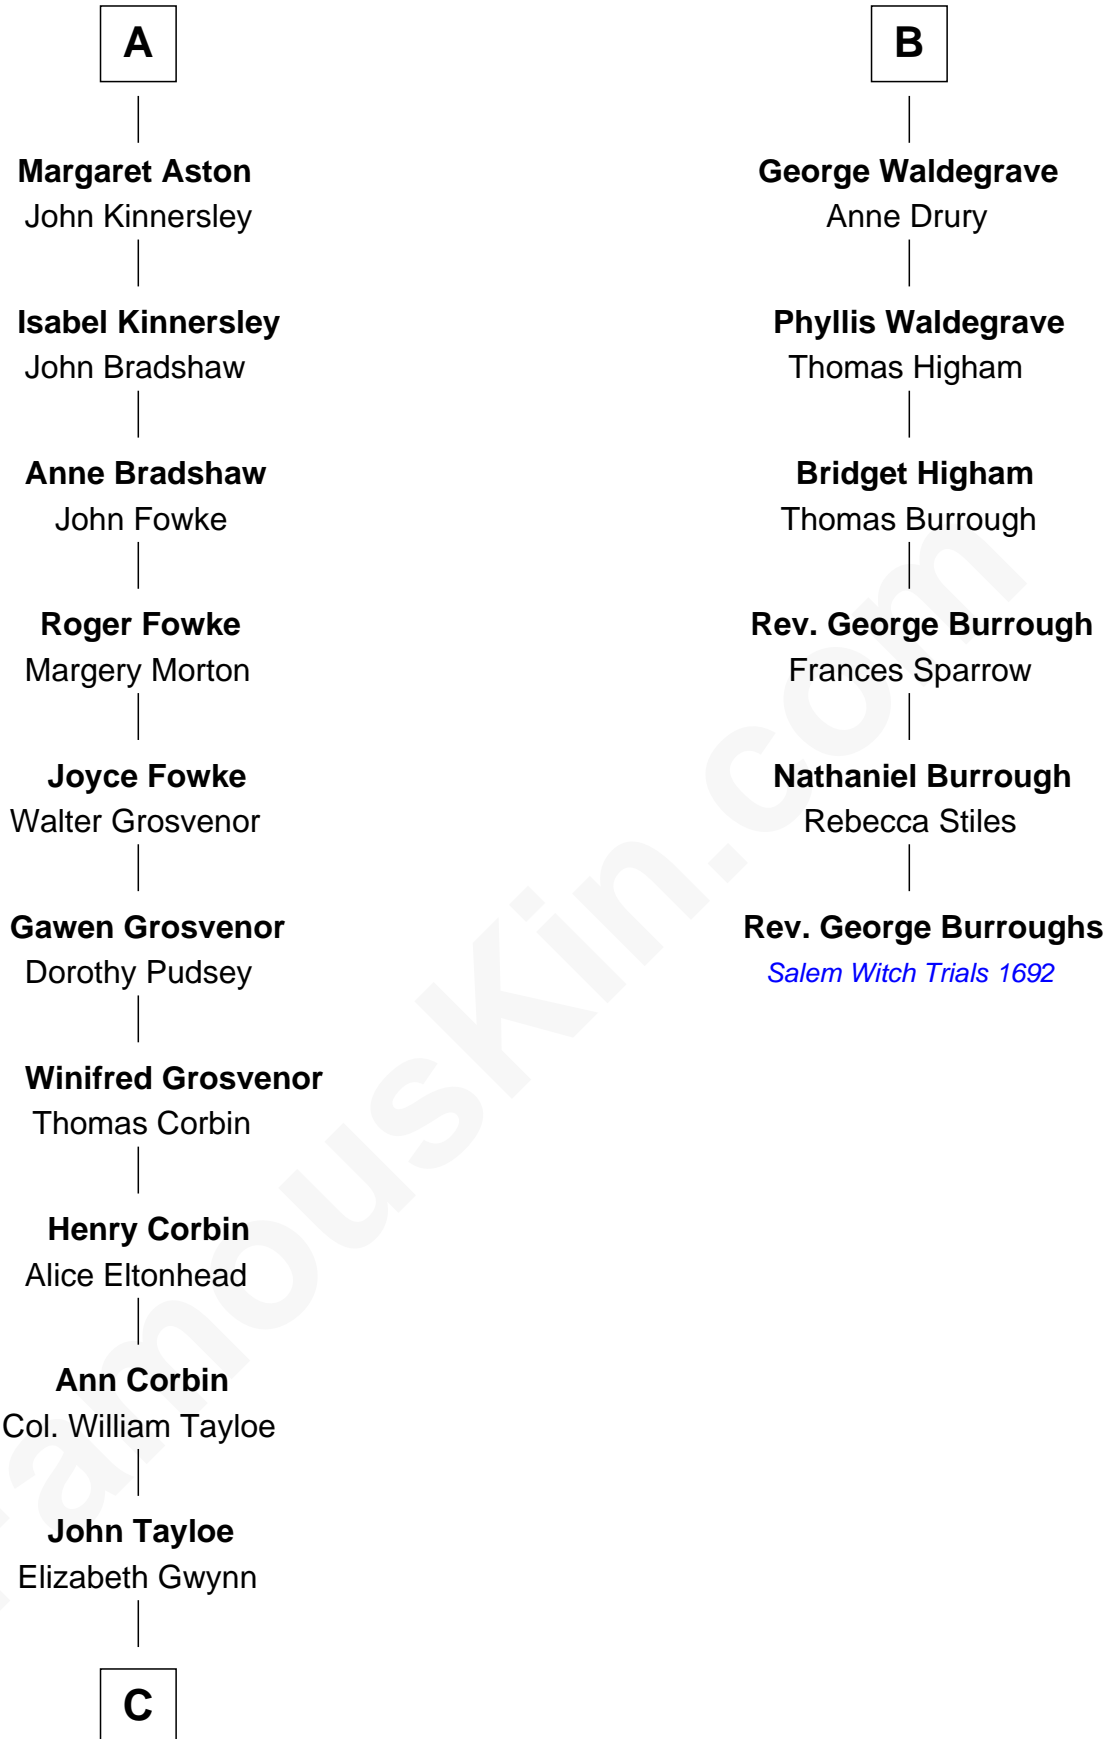 A
Margaret Aston
John Kinnersley
Isabel Kinnersley
John Bradshaw
Anne Bradshaw
John Fowke
Roger Fowke
Margery Morton
Joyce Fowke
Walter Grosvenor
Gawen Grosvenor
Dorothy Pudsey
Winifred Grosvenor
Thomas Corbin
Henry Corbin
Alice Eltonhead
Ann Corbin
Col. William Tayloe
John Tayloe
Elizabeth Gwynn
C
B
George Waldegrave
Anne Drury
Phyllis Waldegrave
Thomas Higham
Bridget Higham
Thomas Burrough
Rev. George Burrough
Frances Sparrow
Nathaniel Burrough
Rebecca Stiles
Rev. George Burroughs
Salem Witch Trials 1692
FamousKin.com